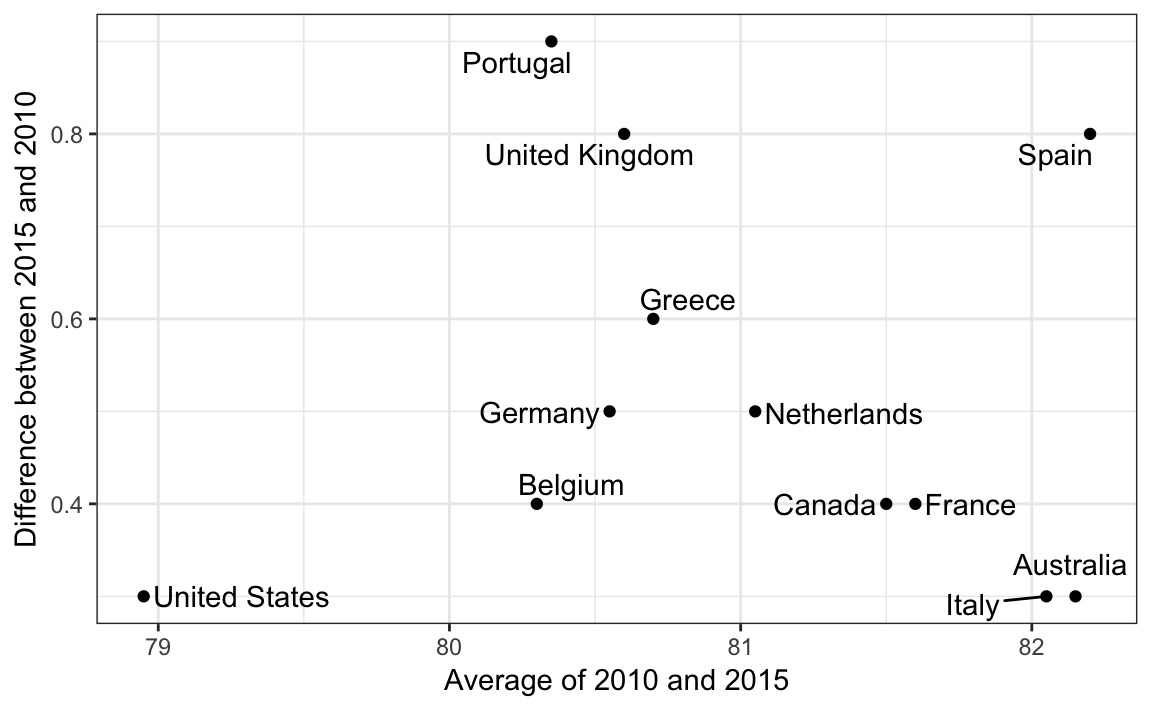 Portugal
0.8
United Kingdom
Spain
Difference between 2015 and 2010
Greece
0.6
Germany
Netherlands
Belgium
0.4
Canada
France
Australia
United States
Italy
79
80
81
82
Average of 2010 and 2015